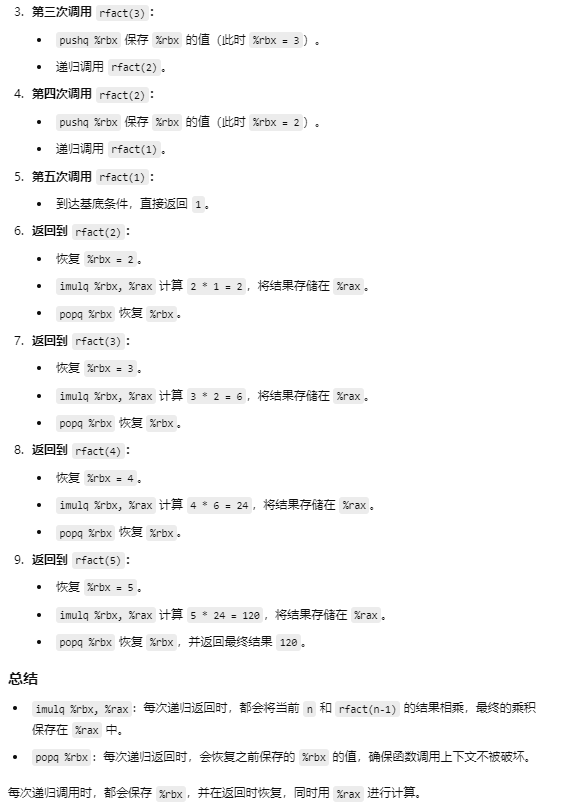 3. 第三次调用 rfact(3)：
• pushq %rbx 保存 %rbx 的值（此时 %rbx = 3）。
• 递归调用 rfact(2)。
4. 第四次调用 rfact(2)：
• pushq %rbx 保存 %rbx 的值（此时 %rbx = 2）。
• 递归调用 rfact(1)。
5. 第五次调用 rfact(1)：
• 到达基底条件，直接返回 1。
6. 返回到 rfact(2)：
• 恢复 %rbx = 2。
• imulq %rbx, %rax 计算 2 * 1 = 2，将结果存储在 %rax。
• popq %rbx 恢复 %rbx。
7. 返回到 rfact(3)：
• 恢复 %rbx = 3。
• imulq %rbx, %rax 计算 3 * 2 = 6，将结果存储在 %rax。
• popq %rbx 恢复 %rbx。
8. 返回到 rfact(4)：
• 恢复 %rbx = 4。
• imulq %rbx, %rax 计算 4 * 6 = 24，将结果存储在 %rax。
• popq %rbx 恢复 %rbx。
9. 返回到 rfact(5)：
• 恢复 %rbx = 5。
• imulq %rbx, %rax 计算 5 * 24 = 120，将结果存储在 %rax。
• popq %rbx 恢复 %rbx，并返回最终结果 120。
总结
• imulq %rbx, %rax：每次递归返回时，都会将当前 n 和 rfact(n-1) 的结果相乘，最终的乘积
保存在 %rax 中。
• popq %rbx：每次递归返回时，会恢复之前保存的 %rbx 的值，确保函数调用上下文不被破坏。
每次递归调用时，都会保存 %rbx，并在返回时恢复，同时用 %rax 进行计算。